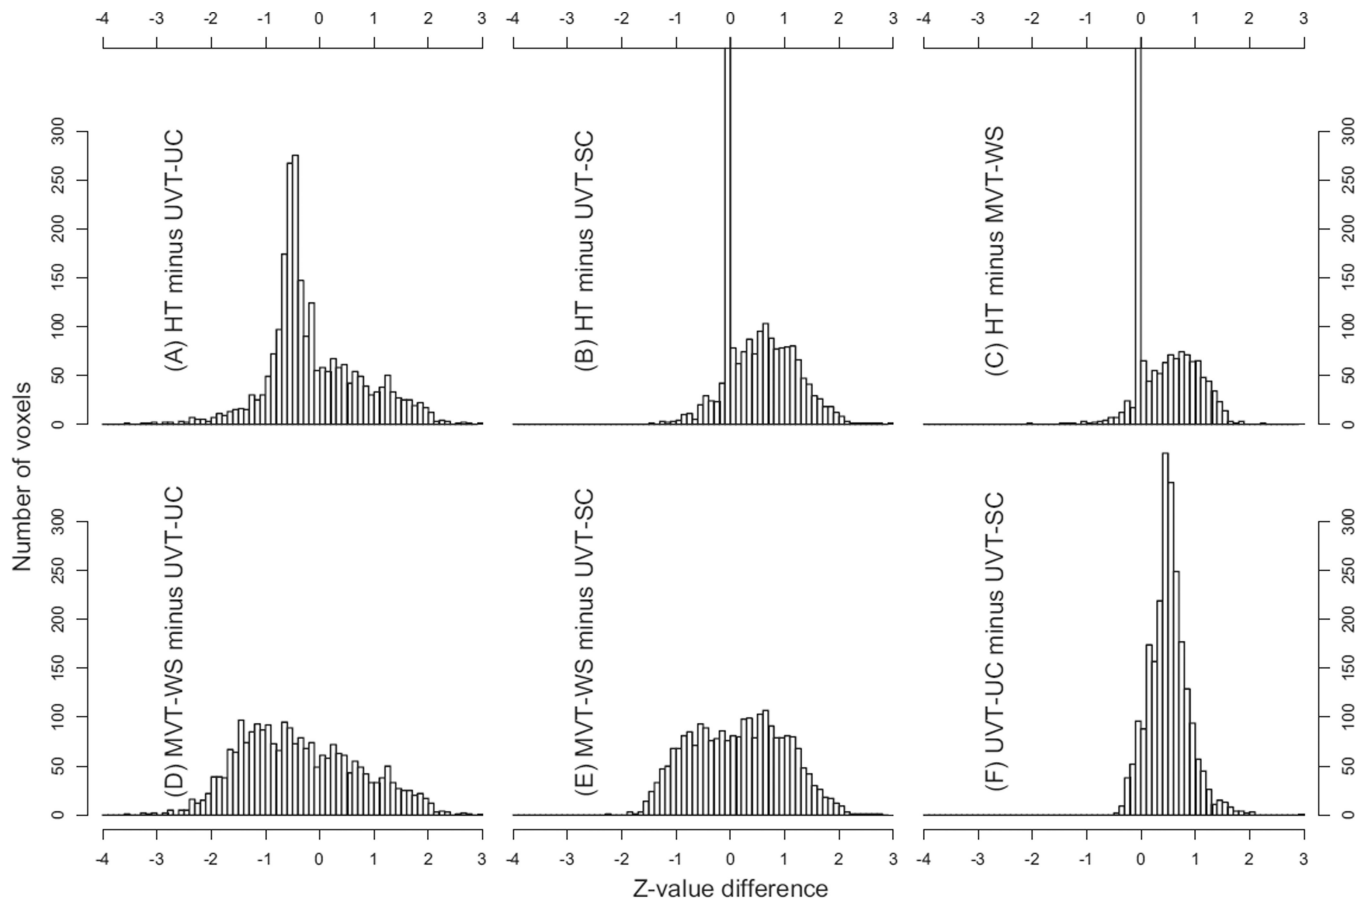 -4 -3 -2 -1 0 1 2 3 -4 -3 -2 -1 0 1 2 3 -4 -3 -2 -1 0 1 2 3
0 50 100 150 200 250 300
(A) HT minus UVT-UC
(B) HT minus UVT-SC
(C) HT minus MVT-WS
0 50 100 150 200 250 300
Number of voxels
0 50 100 150 200 250 300
(D) MVT-WS minus UVT-UC
(E) MVT-WS minus UVT-SC
(F) UVT-UC minus UVT-SC
0 50 100 150 200 250 300
-4 -3 -2 -1 0 1 2 3 -4 -3 -2 -1 0 1 2 3 -4 -3 -2 -1 0 1 2 3
Z-value difference